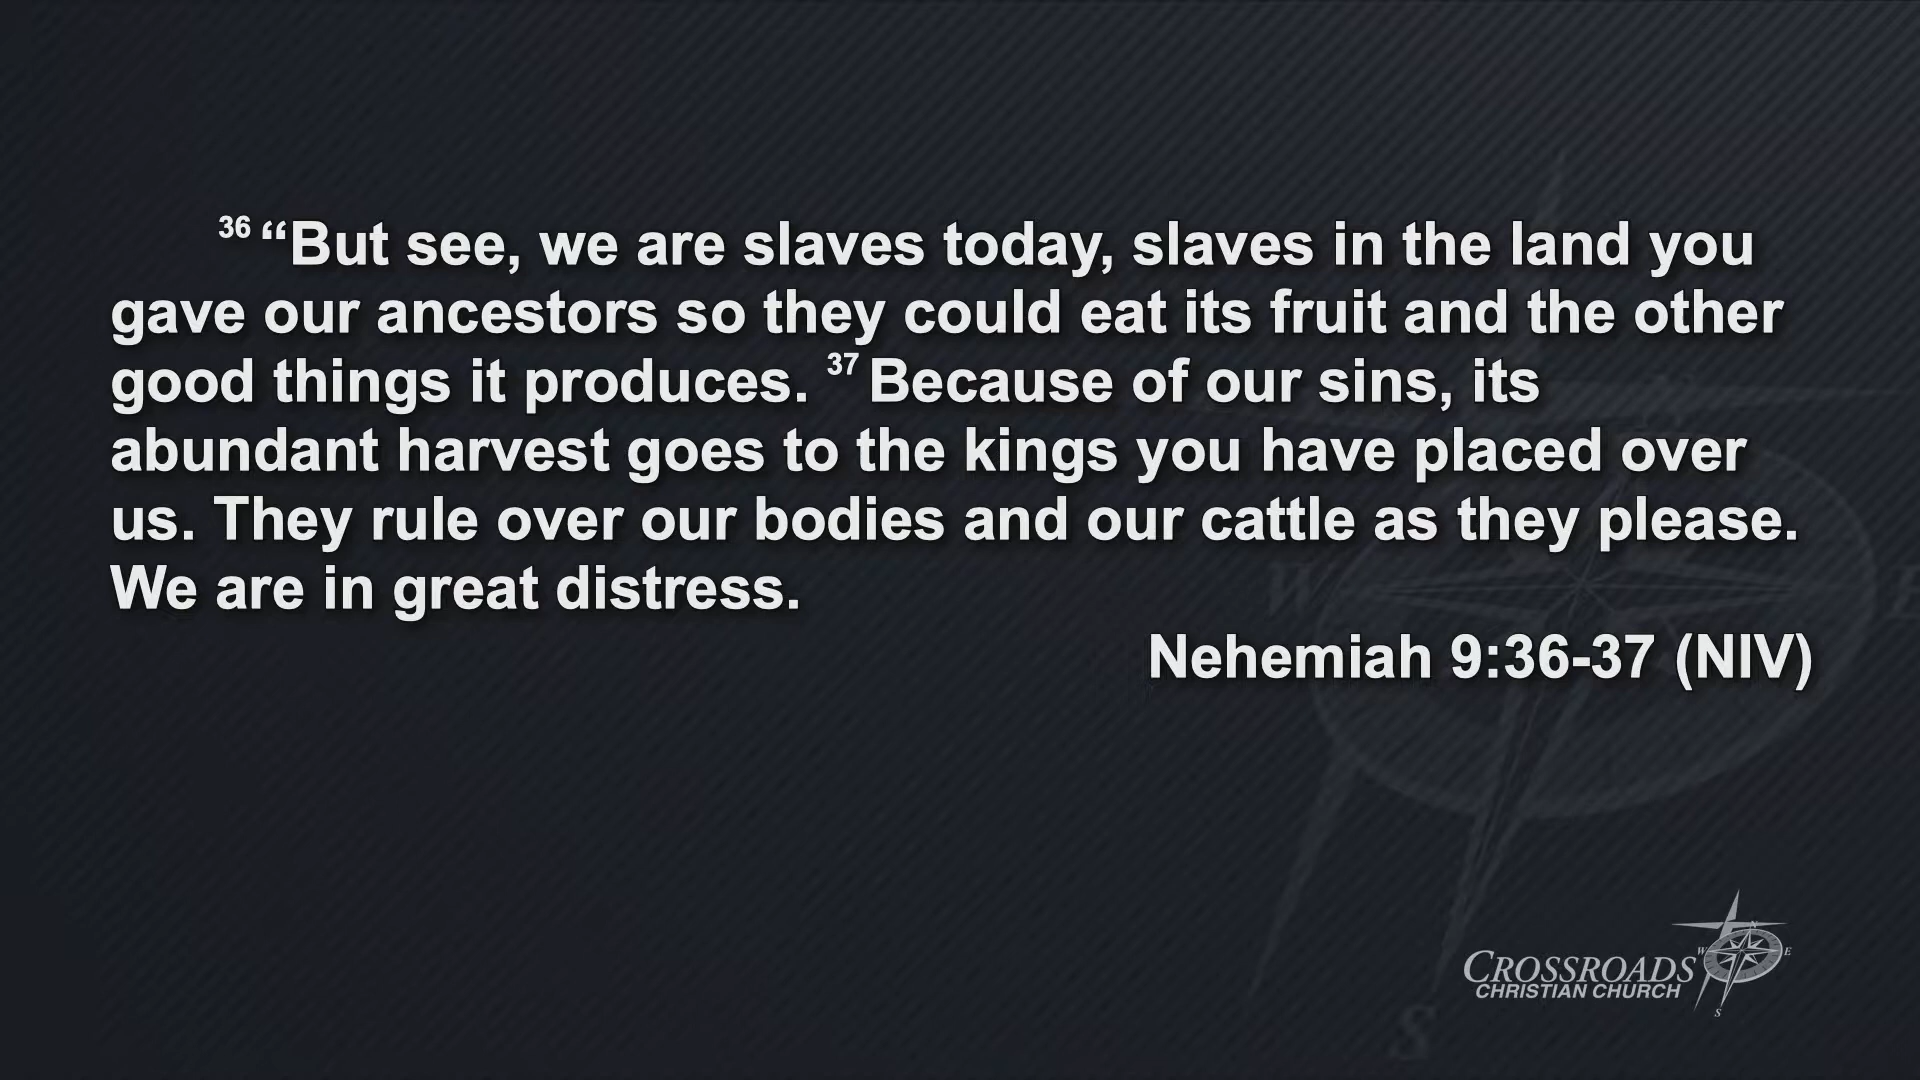 36 “But see, we are slaves today, slaves in the land you
gave our ancestors so they could eat its fruit and the other
good things it produces. 37 Because of our sins, its
abundant harvest goes to the kings you have placed over
us. They rule over our bodies and our cattle as they please.
We are in great distress.
Nehemiah 9:36-37 (NIV)
W E
S
N
W E
CROSSROADS
CHRISTIAN CHURCH
S